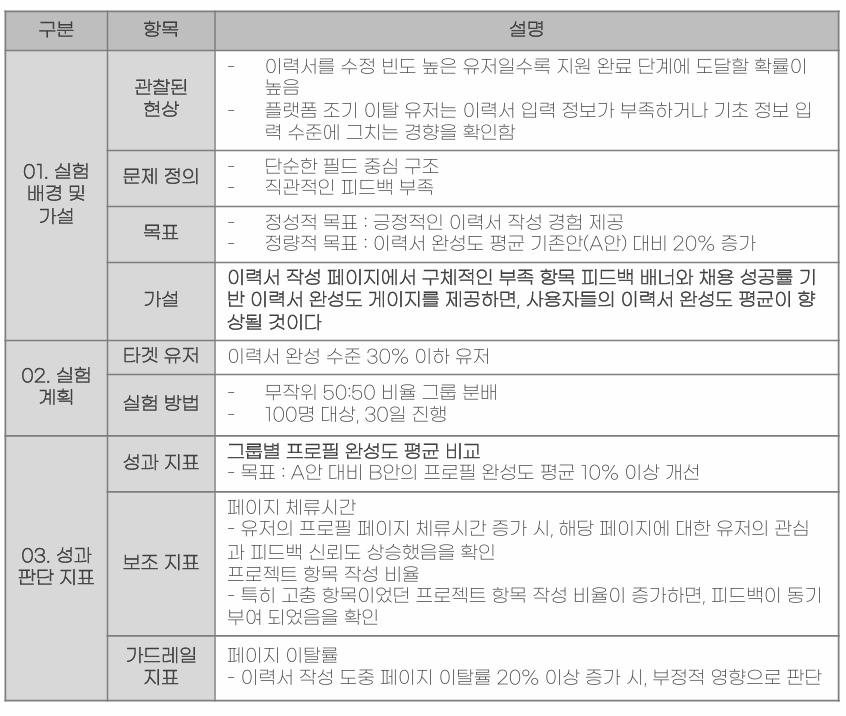 구분 항목 설명
01. 실험
배경 및
가설
관찰된
현상
- 이력서를 수정 빈도 높은 유저일수록 지원 완료 단계에 도달할 확률이
높음
- 플랫폼 조기 이탈 유저는 이력서 입력 정보가 부족하거나 기초 정보 입
력 수준에 그치는 경향을 확인함
문제 정의
- 단순한 필드 중심 구조
- 직관적인 피드백 부족
목표
- 정성적 목표 : 긍정적인 이력서 작성 경험 제공
- 정량적 목표 : 이력서 완성도 평균 기존안(A안) 대비 20% 증가
가설
이력서 작성 페이지에서 구체적인 부족 항목 피드백 배너와 채용 성공률 기
반 이력서 완성도 게이지를 제공하면, 사용자들의 이력서 완성도 평균이 향
상될 것이다
02. 실험
계획
타겟 유저
이력서 완성 수준 30% 이하 유저
실험 방법
- 무작위 50:50 비율 그룹 분배
- 100명 대상, 30일 진행
03. 성과
판단 지표
성과 지표
그룹별 프로필 완성도 평균 비교
- 목표 : A안 대비 B안의 프로필 완성도 평균 10% 이상 개선
보조 지표
페이지 체류시간
- 유저의 프로필 페이지 체류시간 증가 시, 해당 페이지에 대한 유저의 관심
과 피드백 신뢰도 상승했음을 확인
프로젝트 항목 작성 비율
- 특히 고충 항목이었던 프로젝트 항목 작성 비율이 증가하면, 피드백이 동기
부여 되었음을 확인
가드레일
지표
페이지 이탈률
- 이력서 작성 도중 페이지 이탈률 20% 이상 증가 시, 부정적 영향으로 판단